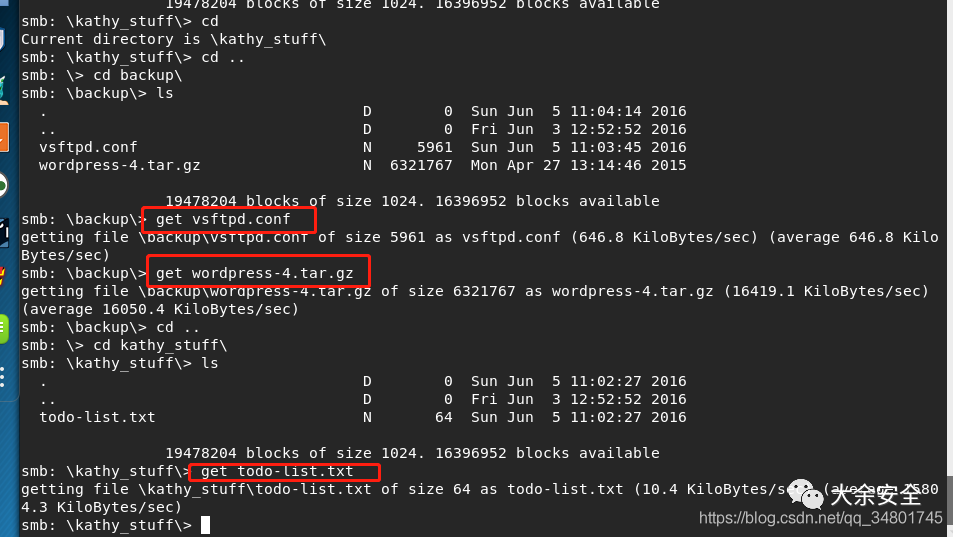 19478204 blocks of size 1024. 16396952 blocks available
smb: \kathy_stuff\> cd
Current directory is \kathy_stuff\
smb: \kathy_stuff\> cd ..
smb: \> cd backup\
smb: \backup\> ls
. D 0 Sun Jun 5 11:04:14 2016
.. D 0 Fri Jun 3 12:52:52 2016
vsftpd.conf N 5961 Sun Jun 5 11:03:45 2016
wordpress-4.tar.gz N 6321767 Mon Apr 27 13:14:46 2015
19478204 blocks of size 1024. 16396952 blocks available
smb: \backup\> get vsftpd.conf
getting file \backup\vsftpd.conf of size 5961 as vsftpd.conf (646.8 KiloBytes/sec) (average 646.8 Kilo
Bytes/sec)
smb: \backup\> get wordpress-4.tar.gz
getting file \backup\wordpress-4.tar.gz of size 6321767 as wordpress-4.tar.gz (16419.1 KiloBytes/sec)
(average 16050.4 KiloBytes/sec)
smb: \backup\> cd ..
smb: \> cd kathy_stuff\
smb: \kathy_stuff\> ls
. D 0 Sun Jun 5 11:02:27 2016
.. D 0 Fri Jun 3 12:52:52 2016
todo-list.txt N 64 Sun Jun 5 11:02:27 2016
19478204 blocks of size 1024. 16396952 blocks available
smb: \kathy_stuff\> get todo-list.txt
getting file \kathy_stuff\todo-list.txt of size 64 as todo-list.txt (10.4 KiloBytes/sec) (average
4.3 KiloBytes/sec)
smb: \kathy_stuff\>
大余安全
https://blog.csdn.net/qq_34801745